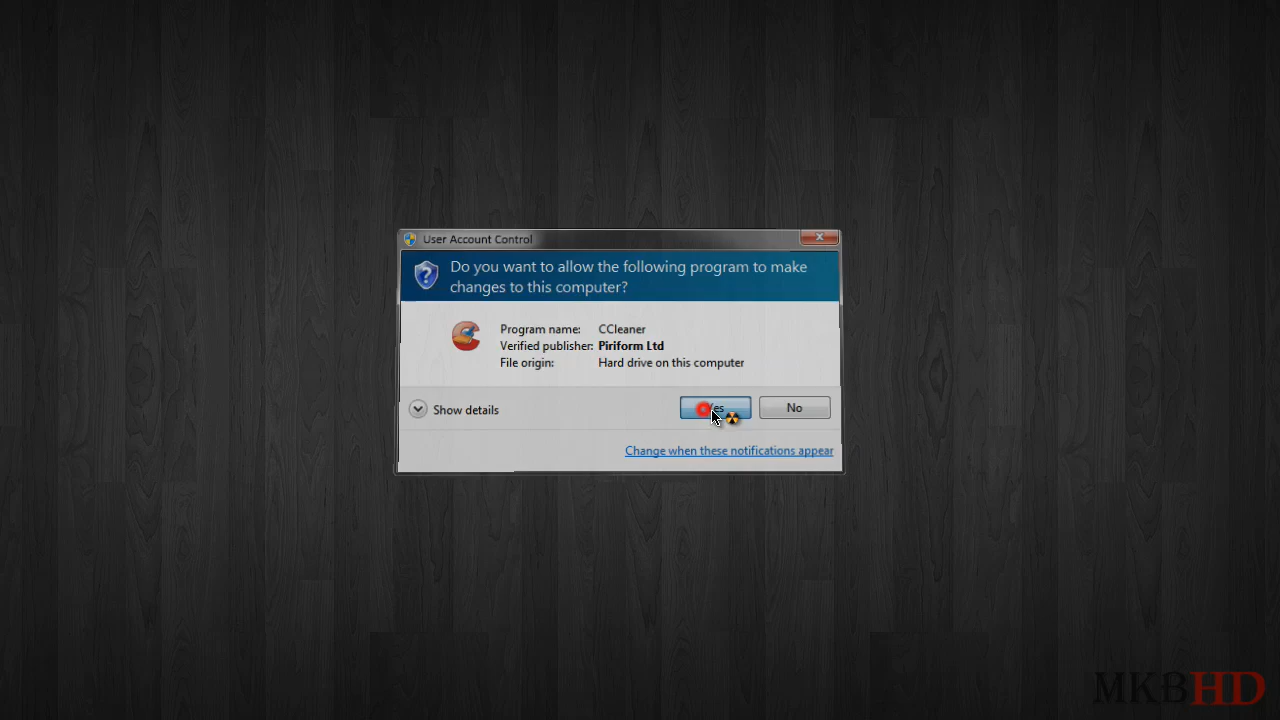 User Account Control
Do you want to allow the following program to make
changes to this computer?
Program name: CCleaner
Verified publisher: Piriform Ltd
File origin: Hard drive on this computer
Show details
Yes No
Change when these notifications appear
MKBHD